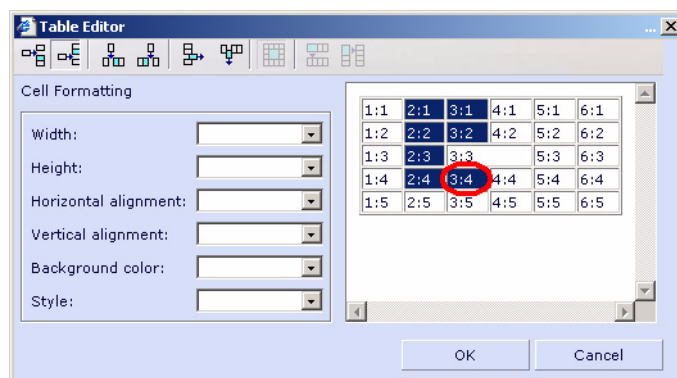 Table Editor ...
Cell Formatting
Width:
Height:
Horizontal alignment:
Vertical alignment:
Background color:
Style:
1:1 2:1 3:1 4:1 5:1 6:1
1:2 2:2 3:2 4:2 5:2 6:2
1:3 2:3 3:3 5:3 6:3
1:4 2:4 3:4 4:4 5:4 6:4
1:5 2:5 3:5 4:5 5:5 6:5
OK Cancel